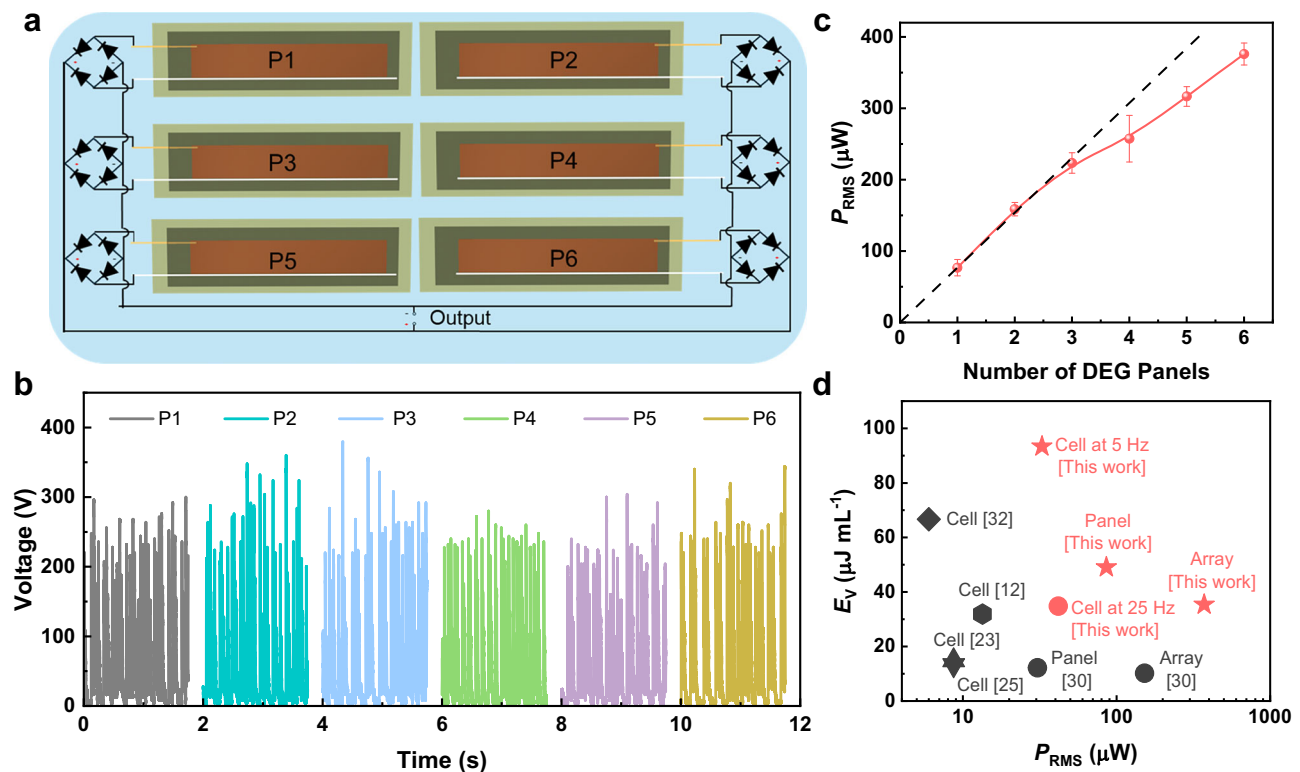 a
P1
P2
P3
P4
P5
P6
Output
b
P1 P2 P3 P4 P5 P6
Voltage (V)
400
300
200
100
0
0 2 4 6 8 10 12
Time (s)
c
P_RMS (μW)
400
300
200
100
0
0 1 2 3 4 5 6
Number of DEG Panels
d
E_V (μJ mL⁻¹)
100
80
60
40
20
0
Cell at 5 Hz
[This work]
Cell [32]
Panel
[This work]
Array
[This work]
Cell [12]
Cell at 25 Hz
[This work]
Cell [23]
Cell [25]
Panel
[30]
Array
[30]
10 100 1000
P_RMS (μW)